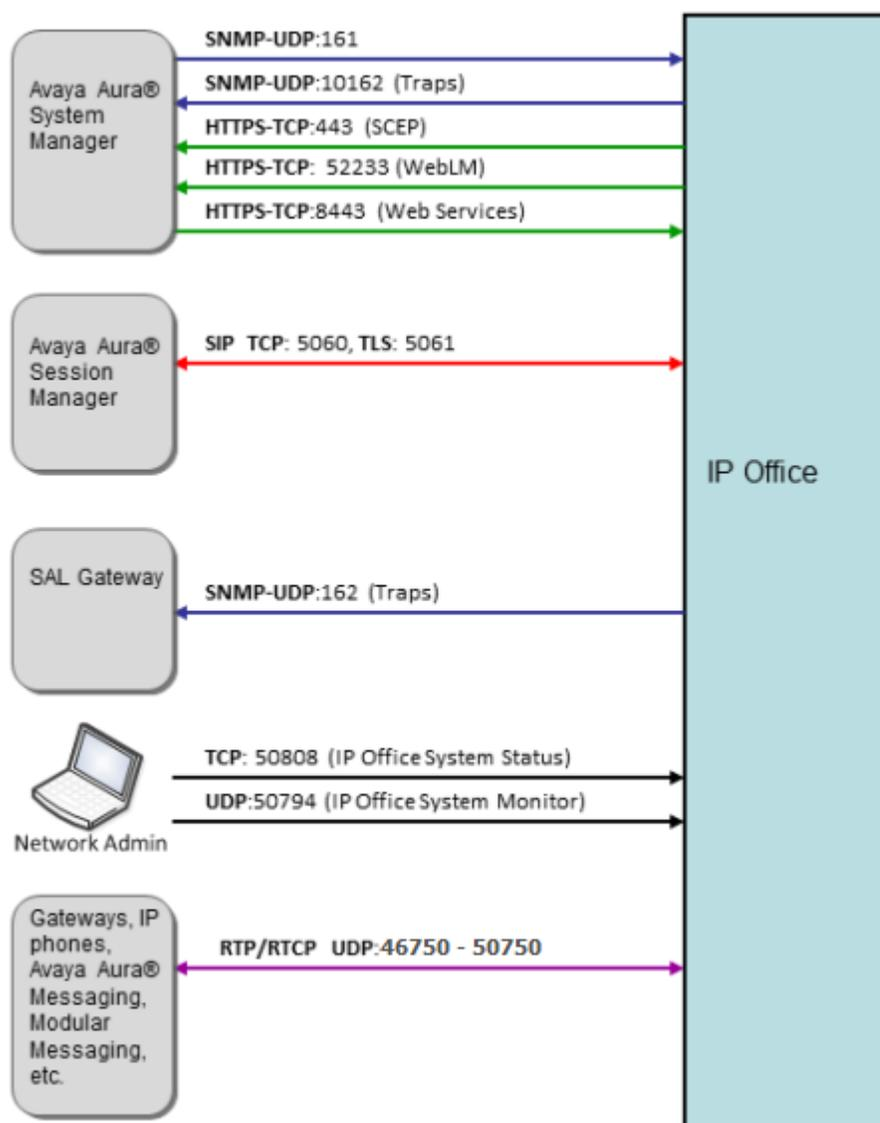 SNMP-UDP:161
Avaya Aura®
System
Manager
SNMP-UDP:10162 (Traps)
HTTPS-TCP:443 (SCEP)
HTTPS-TCP: 52233 (WebLM)
HTTPS-TCP:8443 (Web Services)
Avaya Aura®
Session
Manager
SIP TCP: 5060, TLS: 5061
IP Office
SAL Gateway
SNMP-UDP:162 (Traps)
TCP: 50808 (IP Office System Status)
UDP:50794 (IP Office System Monitor)
Network Admin
Gateways, IP
phones,
Avaya Aura®
Messaging,
Modular
Messaging,
etc.
RTP/RTCP UDP:46750 - 50750